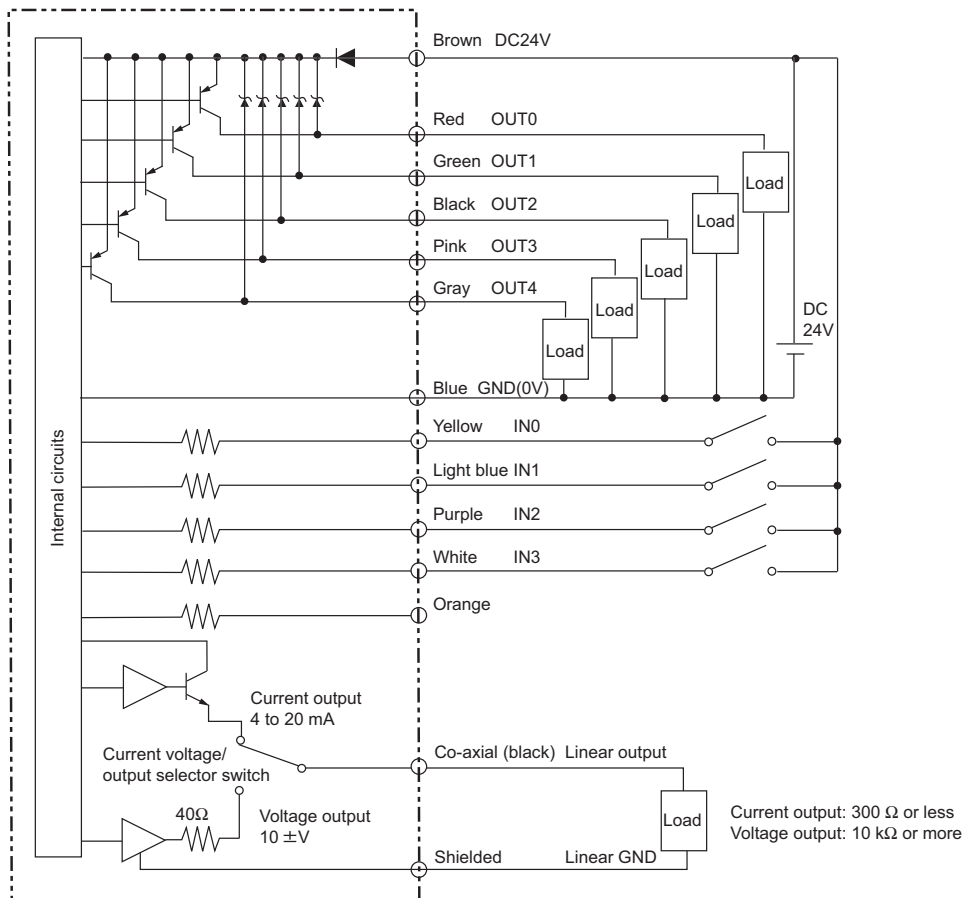 Brown DC24V
Red OUT0
Green OUT1
Load
Black OUT2
Load
Pink OUT3
Load
Gray OUT4
Load
DC
24V
Load
Blue GND(0V)
Internal circuits
Yellow IN0
Light blue IN1
Purple IN2
White IN3
Orange
Current output
4 to 20 mA
Current voltage/
output selector switch
Co-axial (black) Linear output
40Ω
Voltage output
10 ±V
Load
Current output: 300 Ω or less
Voltage output: 10 kΩ or more
Shielded Linear GND